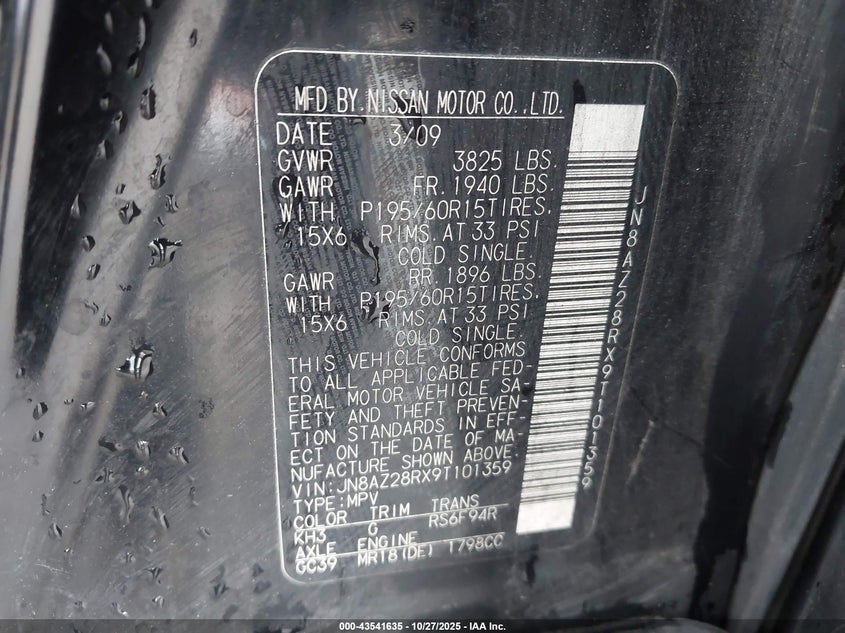 MFD BY. NISSAN MOTOR CO.,LTD.
DATE 3/09
GVWR 3825 LBS.
GAWR FR. 1940 LBS.
WITH P195/60R15TIRES,
15X6 RIMS. AT 33 PSI
COLD SINGLE.
GAWR RR. 1896 LBS.
WITH P195/60R15TIRES,
15X6 RIMS. AT 33 PSI
COLD SINGLE.
THIS VEHICLE CONFORMS
TO ALL APPLICABLE FED-
ERAL MOTOR VEHICLE SA-
FETY AND THEFT PREVEN-
TION STANDARDS IN EFF-
ECT ON THE DATE OF MA-
NUFACTURE SHOWN ABOVE.
VIN:JN8AZ28RX9T101359
TYPE:MPV
COLOR TRIM TRANS
KH3 G RS6F94R
AXLE ENGINE
GC39 MR18(DE) 1798CC
JN8AZ28RX9T101359
000-43541635 - 10/27/2025 - IAA Inc.